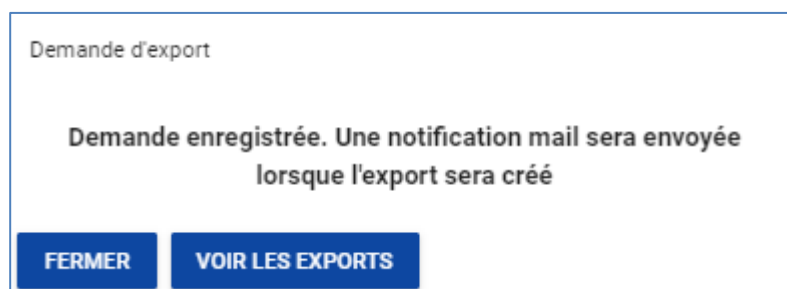 Demande d'export
Demande enregistrée. Une notification mail sera envoyée
lorsque l'export sera créé
FERMER
VOIR LES EXPORTS